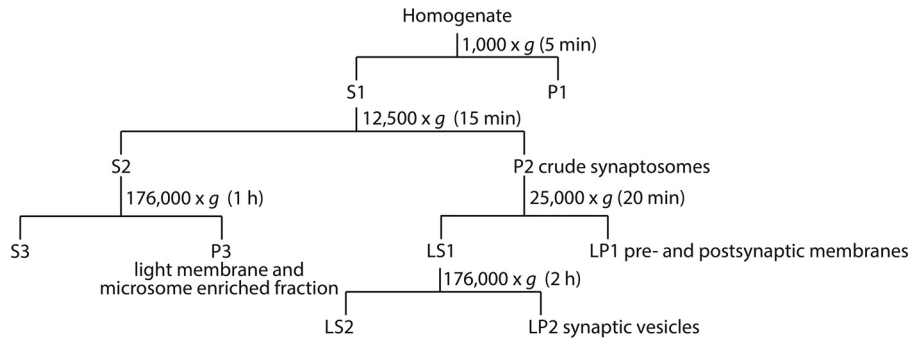 Homogenate
1,000 x g (5 min)
S1
P1
12,500 x g (15 min)
S2
P2 crude synaptosomes
176,000 x g (1 h)
25,000 x g (20 min)
S3
P3
light membrane and
microsome enriched fraction
LS1
LP1 pre- and postsynaptic membranes
176,000 x g (2 h)
LS2
LP2 synaptic vesicles